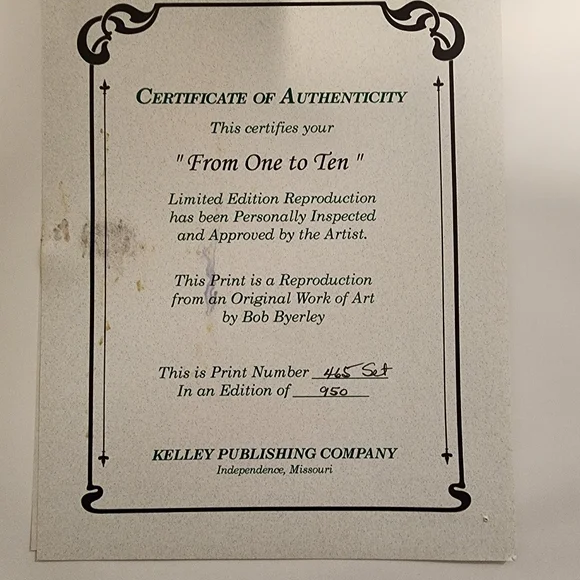 CERTIFICATE OF AUTHENTICITY
This certifies your
"From One to Ten"
Limited Edition Reproduction
has been Personally Inspected
and Approved by the Artist.
This Print is a Reproduction
from an Original Work of Art
by Bob Byerley
This is Print Number 465 Set
In an Edition of 950
KELLEY PUBLISHING COMPANY
Independence, Missouri